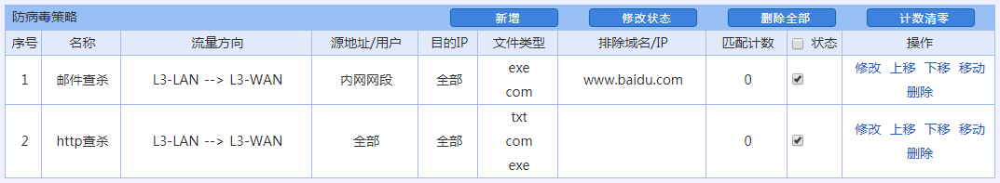 防病毒策略 新增 修改状态 删除全部 计数清零
序号 名称 流量方向 源地址/用户 目的IP 文件类型 排除域名/IP 匹配计数 状态 操作
1 邮件查杀 L3-LAN --> L3-WAN 内网网段 全部 exe com www.baidu.com 0 修改 上移 下移 移动 删除
2 http查杀 L3-LAN --> L3-WAN 全部 全部 txt com exe 0 修改 上移 下移 移动 删除